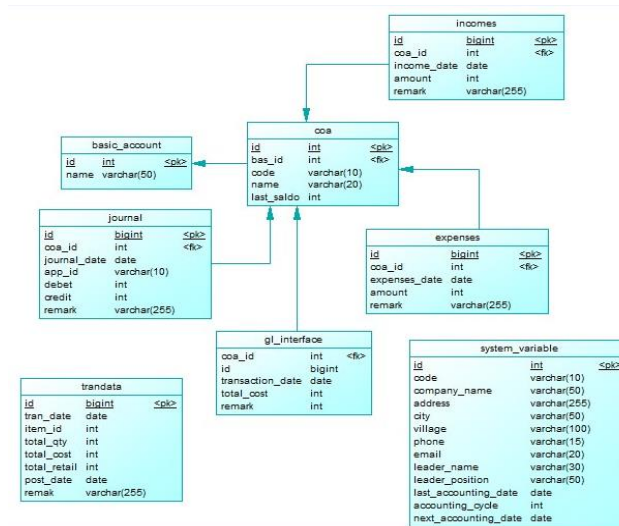 incomes
id bigint <pk>
coa_id int <fk>
income_date date
amount int
remark varchar(255)
coa
id int <pk>
bas_id int <fk>
code varchar(10)
name varchar(20)
last_saldo int
basic_account
id int <pk>
name varchar(50)
journal
id bigint <pk>
coa_id int <fk>
journal_date date
app_id varchar(10)
debet int
credit int
remark varchar(255)
expenses
id bigint <pk>
coa_id int <fk>
expenses_date date
amount int
remark varchar(255)
gl_interface
coa_id int <fk>
id bigint
transaction_date date
total_cost int
remark int
system_variable
id int <pk>
code varchar(10)
company_name varchar(50)
address varchar(255)
city varchar(50)
village varchar(100)
phone varchar(15)
email varchar(20)
leader_name varchar(30)
leader_position varchar(50)
last_accounting_date date
accounting_cycle int
next_accounting_date date
trandata
id bigint <pk>
tran_date date
item_id int
total_qty int
total_cost int
total_retail int
post_date date
remak varchar(255)